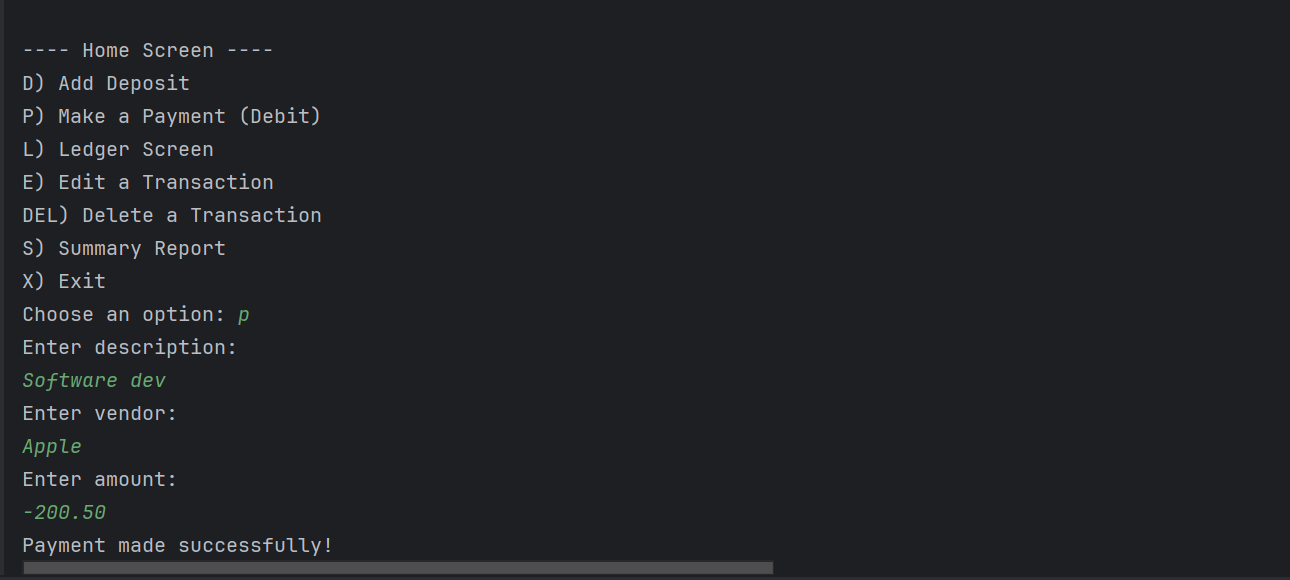 ---- Home Screen ----
D) Add Deposit
P) Make a Payment (Debit)
L) Ledger Screen
E) Edit a Transaction
DEL) Delete a Transaction
S) Summary Report
X) Exit
Choose an option: p
Enter description:
Software dev
Enter vendor:
Apple
Enter amount:
-200.50
Payment made successfully!